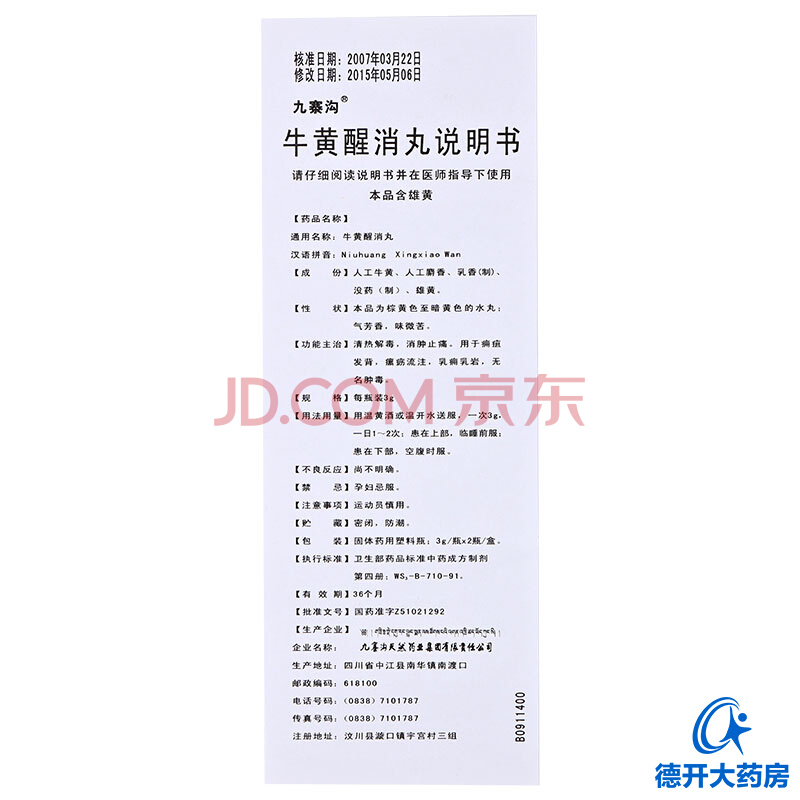 核准日期：2007年03月22日
修改日期：2015年05月06日
九寨沟®
牛黄醒消丸说明书
请仔细阅读说明书并在医师指导下使用
本品含雄黄
【药品名称】
通用名称：牛黄醒消丸
汉语拼音：Niuhuang Xingxiao Wan
【成 份】人工牛黄、人工麝香、乳香(制)、
没药（制）、雄黄。
【性 状】本品为棕黄色至暗黄色的水丸；
气芳香，味微苦。
【功能主治】清热解毒，消肿止痛。用于痈疽
发背，瘰疬流注，乳痈乳岩，无
名肿毒。
【规 格】每瓶装3g
【用法用量】用温黄酒或温开水送服，一次3g，
一日1～2次；患在上部，临睡前服；
患在下部，空腹时服。
【不良反应】尚不明确。
【禁 忌】孕妇忌服。
【注意事项】运动员慎用。
【贮 藏】密闭，防潮。
【包 装】固体药用塑料瓶；3g/瓶x2瓶/盒。
【执行标准】卫生部药品标准中药成方制剂
第四册；WS₃-B-710-91。
【有 效 期】36个月
【批准文号】国药准字Z51021292
【生产企业】
企业名称： 九寨沟天然药业集团有限责任公司
生产地址：四川省中江县南华镇南渡口
邮政编码：618100
电话号码：(0838) 7101787
传真号码：(0838) 7101787
注册地址：汶川县漩口镇宇宫村三组
B0911400
JD.COM 京东
德开大药房